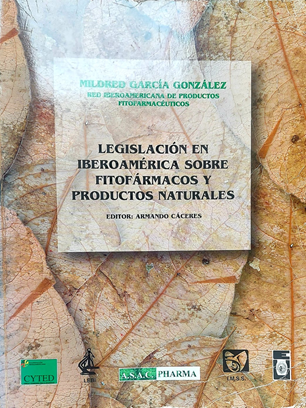 MILDRED GARCÍA GONZÁLEZ
RED IBEROAMERICANA DE PRODUCTOS
FITOFARMACÉUTICOS
LEGISLACIÓN EN
IBEROAMÉRICA SOBRE
FITOFÁRMACOS Y
PRODUCTOS NATURALES
EDITOR: ARMANDO CÁCERES
CYTED
A.S.A.C. PHARMA
I.M.S.S.